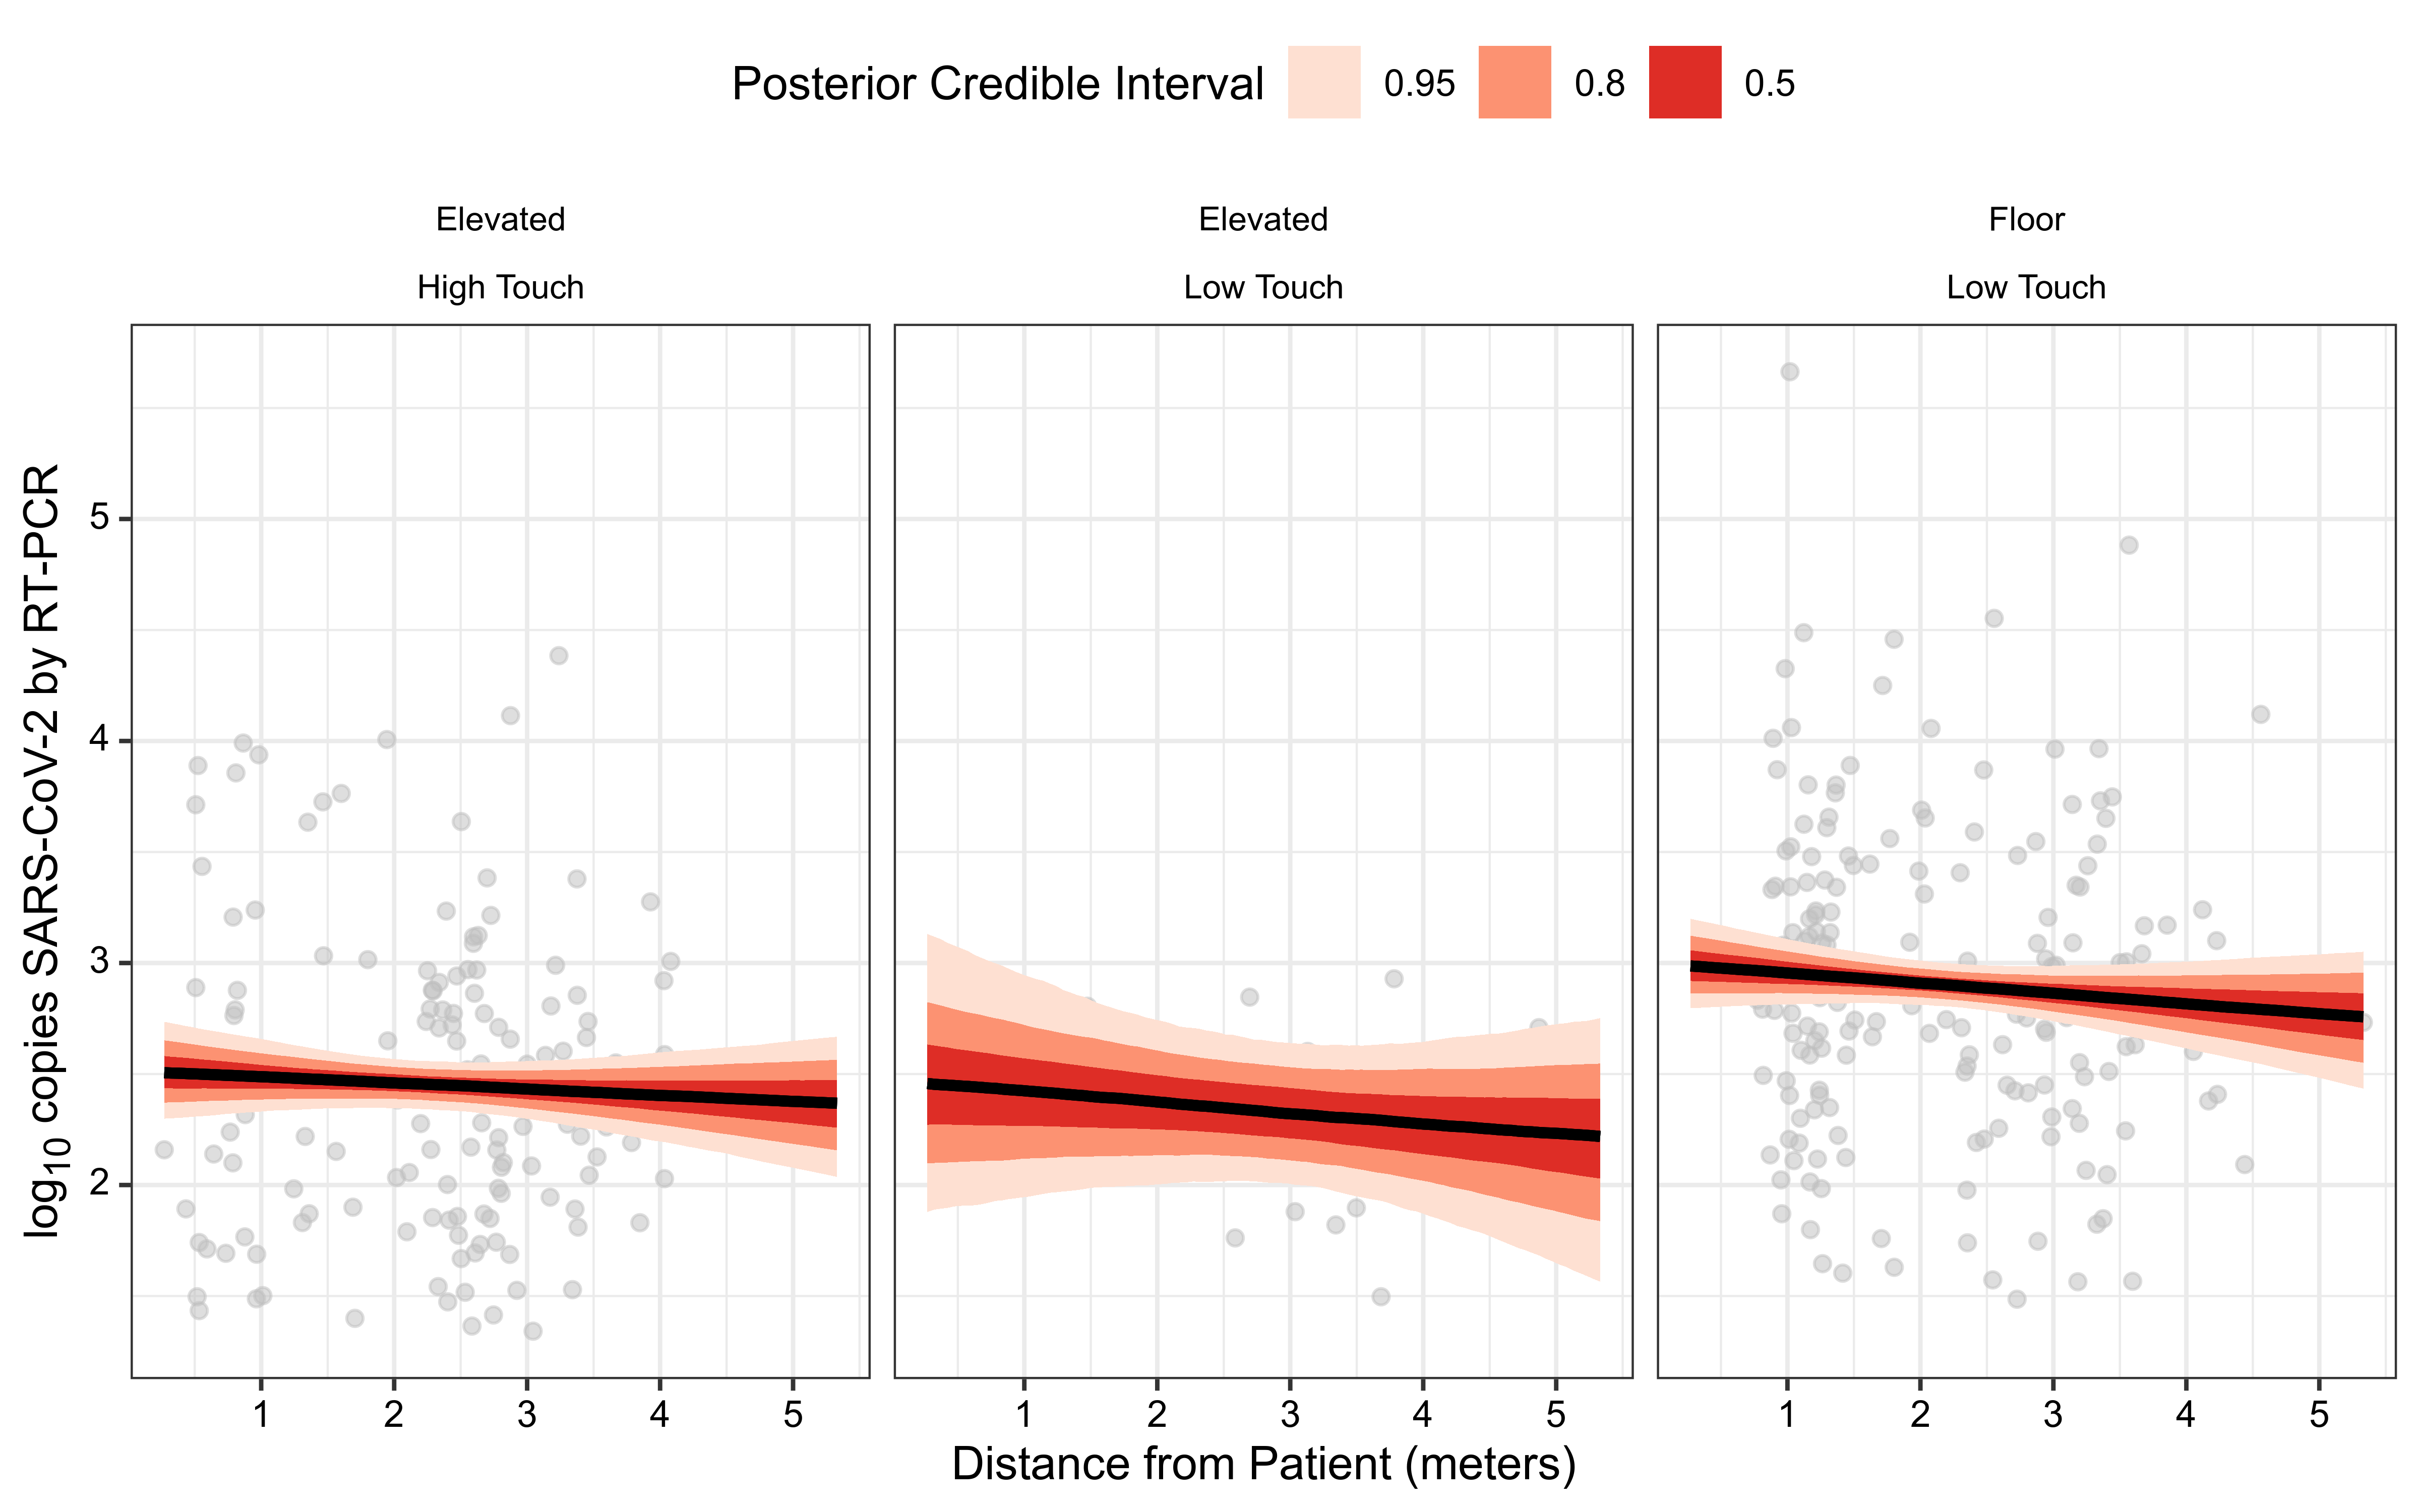 Posterior Credible Interval 0.95 0.8 0.5
Elevated Elevated Floor
High Touch Low Touch Low Touch
log10 copies SARS-CoV-2 by RT-PCR
5
4
3
2
1 2 3 4 5 1 2 3 4 5 1 2 3 4 5
Distance from Patient (meters)